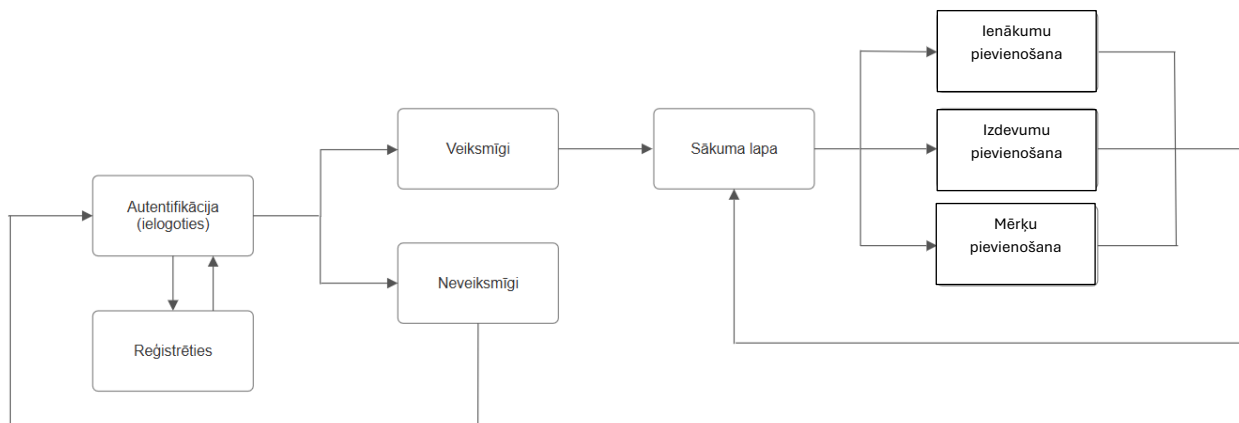 Ienākumu
pievienošana
Veiksmīgi
Sākuma lapa
Izdevumu
pievienošana
Autentifikācija
(ielogoties)
Neveiksmīgi
Mērķu
pievienošana
Reģistrēties